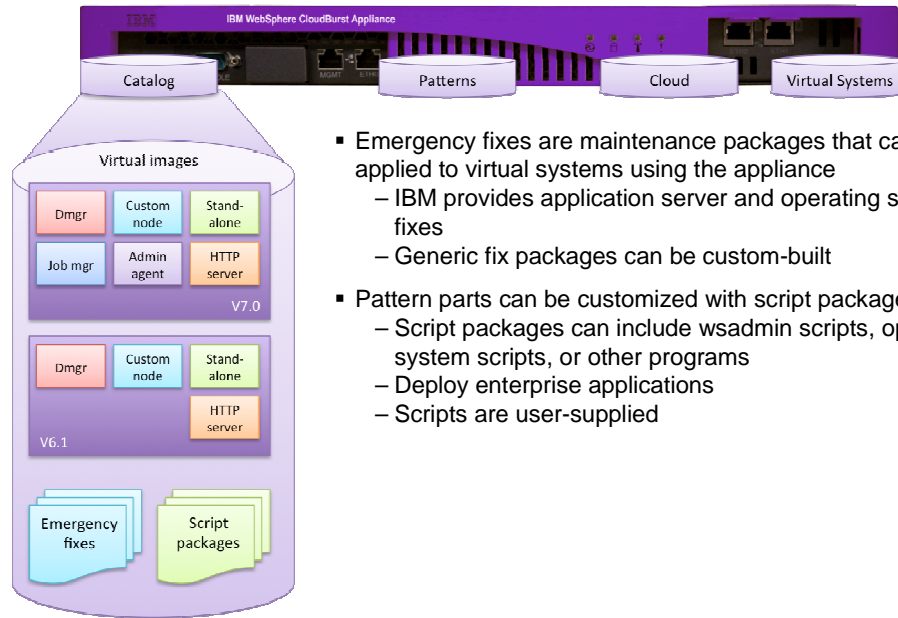 IBM
IBM WebSphere CloudBurst Appliance
MGMT
Catalog
Patterns
Cloud
Virtual Systems
Virtual images
Dmgr
Custom
node
Stand-
alone
Job mgr
Admin
agent
HTTP
server
V7.0
Dmgr
Custom
node
Stand-
alone
HTTP
server
V6.1
Emergency
fixes
Script
packages
▪ Emergency fixes are maintenance packages that ca
applied to virtual systems using the appliance
– IBM provides application server and operating s
fixes
– Generic fix packages can be custom-built
▪ Pattern parts can be customized with script package
– Script packages can include wsadmin scripts, op
system scripts, or other programs
– Deploy enterprise applications
– Scripts are user-supplied